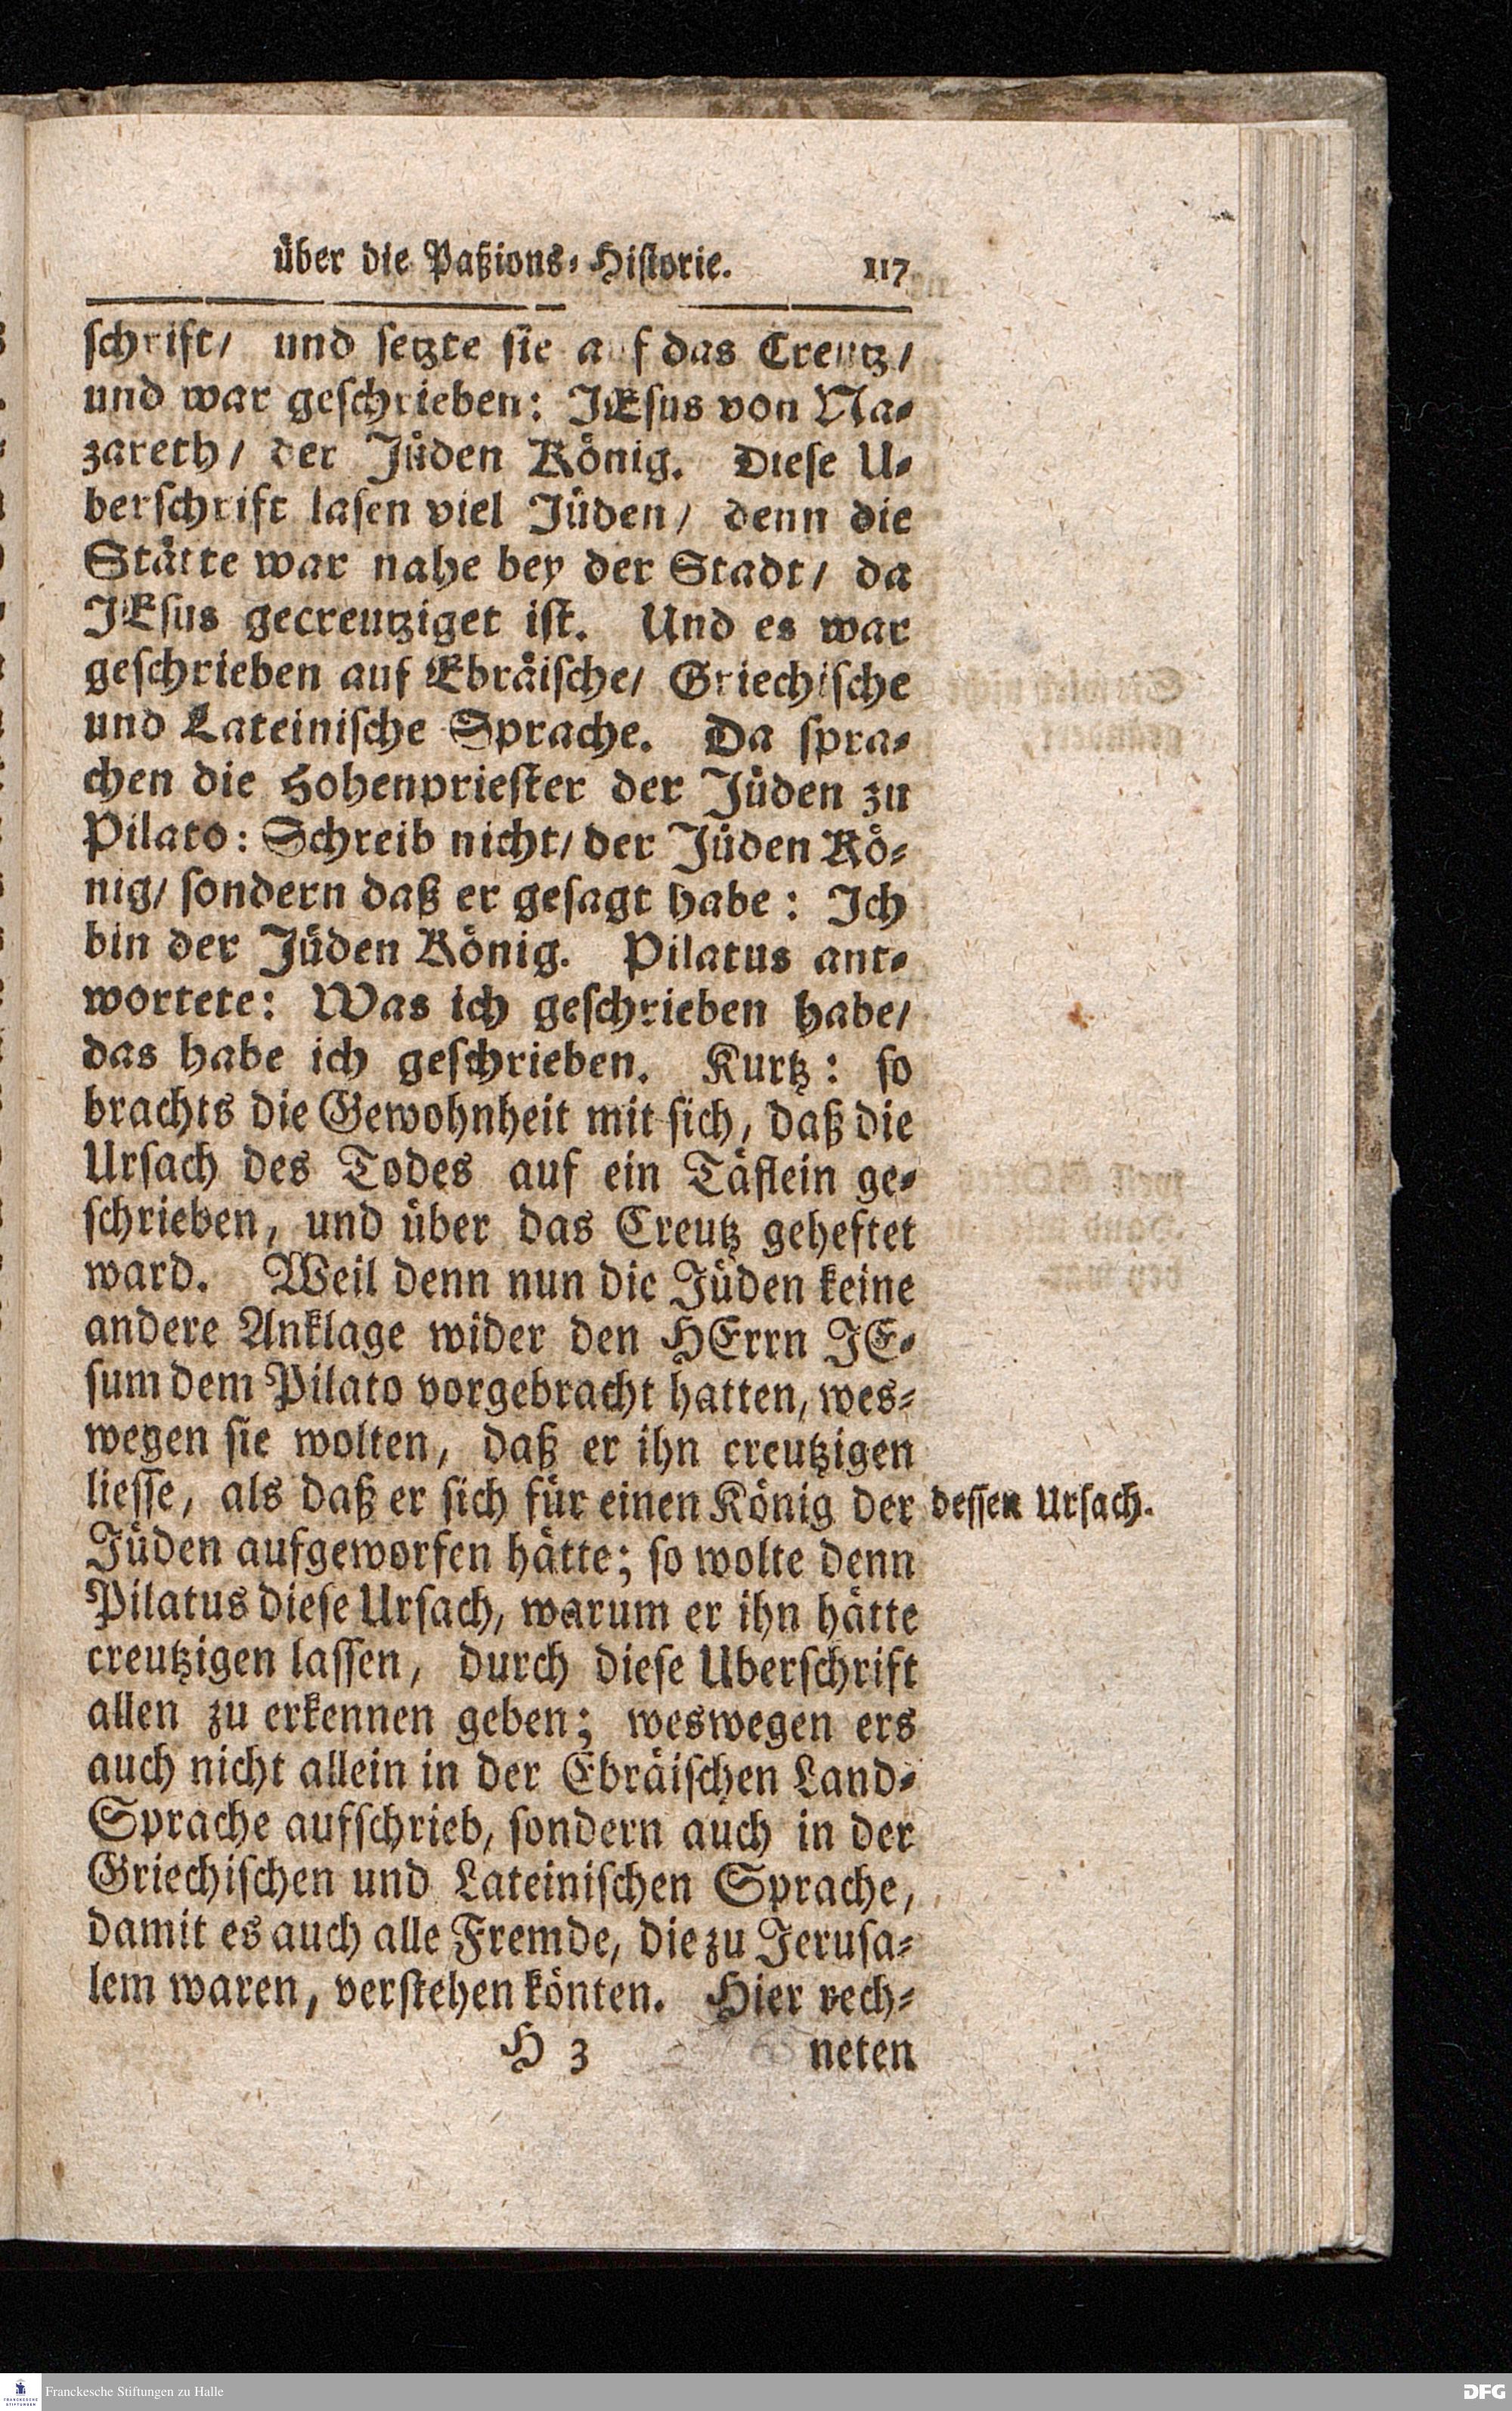 über die Paßions-Historie. 117
schrift/ und setzte sie auf das Creutz/
und war geschrieben: JEsus von Na-
zareth/ der Jüden König. Diese U-
berschrift lasen viel Jüden/ denn die
Stätte war nahe bey der Stadt/ da
JEsus gecreutziget ist. Und es war
geschrieben auf Ebräische/ Griechische
und Lateinische Sprache. Da spra-
chen die Hohenpriester der Jüden zu
Pilato: Schreib nicht/ der Jüden Kö-
nig/ sondern daß er gesagt habe: Ich
bin der Jüden König. Pilatus ant-
wortete: Was ich geschrieben habe/
das habe ich geschrieben. Kurtz: so
brachts die Gewohnheit mit sich, daß die
Ursach des Todes auf ein Täflein ge-
schrieben, und über das Creutz geheftet
ward. Weil denn nun die Jüden keine
andere Anklage wider den HErrn JE-
sum dem Pilato vorgebracht hatten, wes-
wegen sie wolten, daß er ihn creutzigen
liesse, als daß er sich für einen König der
dessen Ursach.
Jüden aufgeworfen hätte; so wolte denn
Pilatus diese Ursach, warum er ihn hätte
creutzigen lassen, durch diese Uberschrift
allen zu erkennen geben; weswegen ers
auch nicht allein in der Ebräischen Land-
Sprache aufschrieb, sondern auch in der
Griechischen und Lateinischen Sprache,
damit es auch alle Fremde, die zu Jerusa-
lem waren, verstehen könten. Hier rech-
H 3 neten
Franckesche Stiftungen zu Halle
DFG